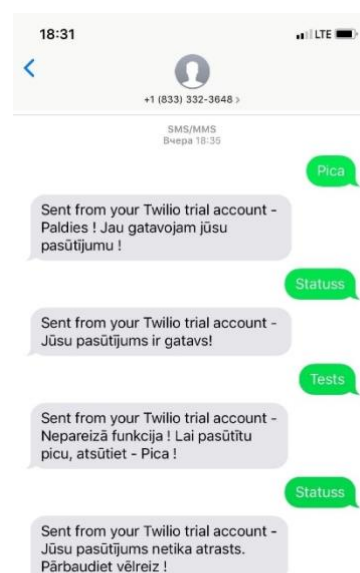 18:31
LTE
+1 (833) 332-3648 >
SMS/MMS
Вчера 18:35
Pica
Sent from your Twilio trial account -
Paldies ! Jau gatavojam jūsu
pasūtījumu !
Statuss
Sent from your Twilio trial account -
Jūsu pasūtījums ir gatavs!
Tests
Sent from your Twilio trial account -
Nepareizā funkcija ! Lai pasūtītu
picu, atsūtiet - Pica !
Statuss
Sent from your Twilio trial account -
Jūsu pasūtījums netika atrasts.
Pārbaudiet vēlreiz !